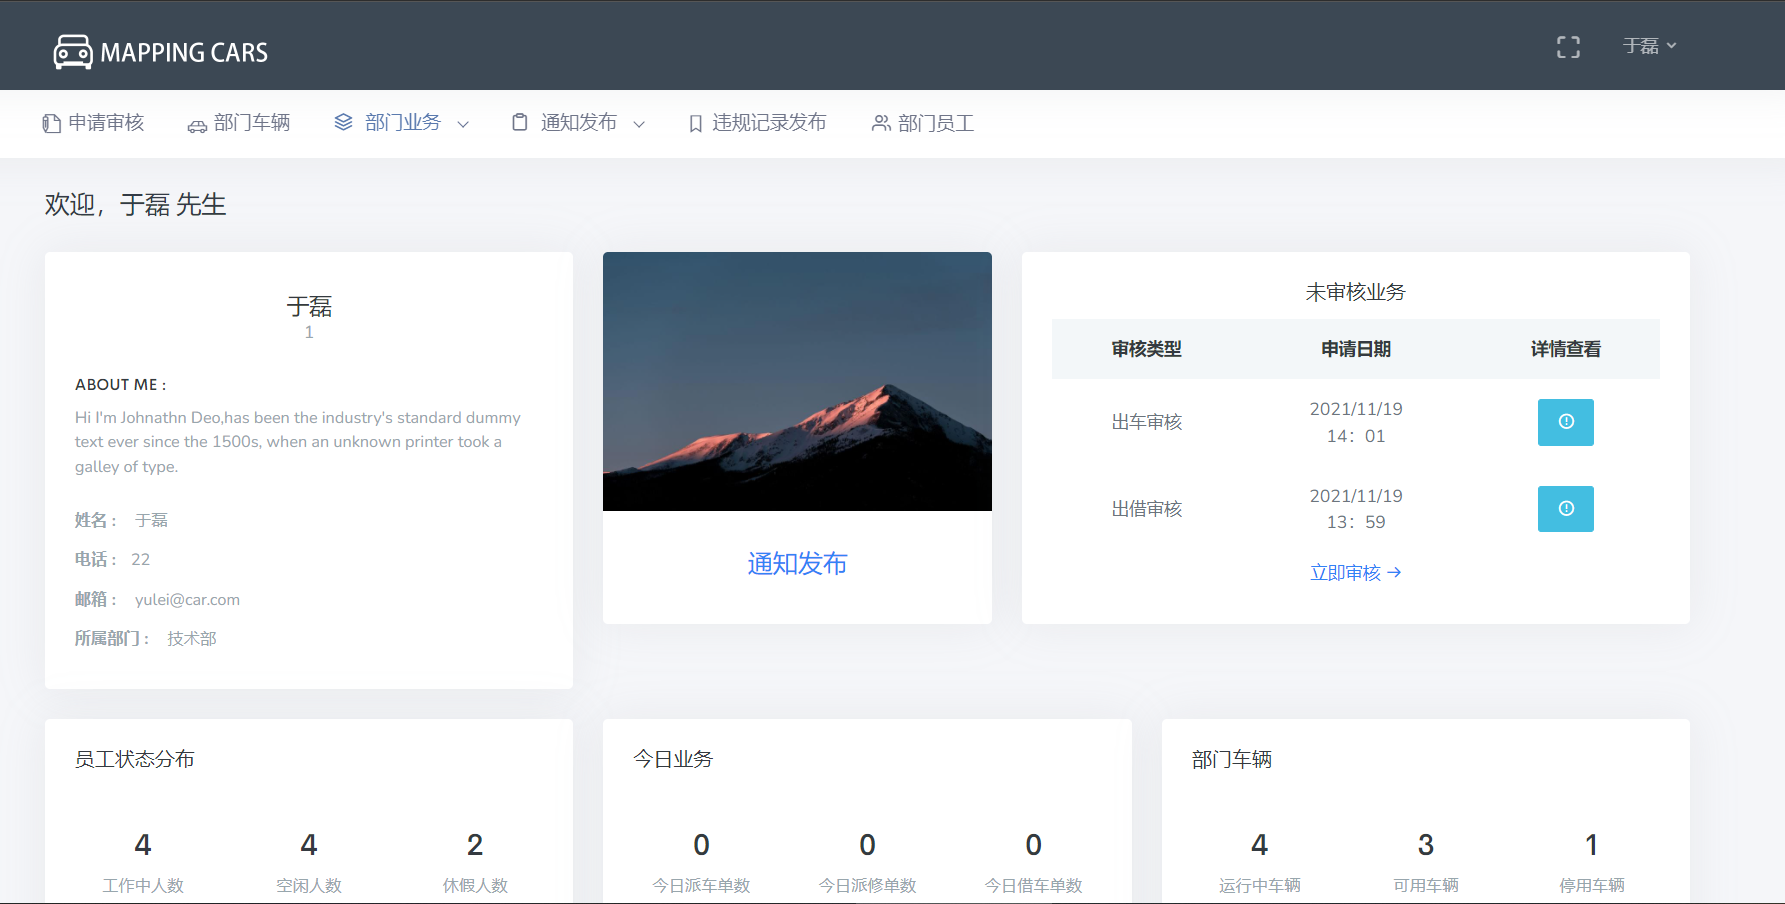 MAPPING CARS
于磊
申请审核
部门车辆
部门业务
通知发布
违规记录发布
部门员工
欢迎，于磊 先生
于磊
1
ABOUT ME :
Hi I'm Johnathn Deo,has been the industry's standard dummy
text ever since the 1500s, when an unknown printer took a
galley of type.
姓名 : 于磊
电话 : 22
邮箱 : yulei@car.com
所属部门 : 技术部
通知发布
未审核业务
审核类型 申请日期 详情查看
出车审核
2021/11/19
14：01
出借审核
2021/11/19
13：59
立即审核 →
员工状态分布
4
工作中人数
4
空闲人数
2
休假人数
今日业务
0
今日派车单数
0
今日派修单数
0
今日借车单数
部门车辆
4
运行中车辆
3
可用车辆
1
停用车辆